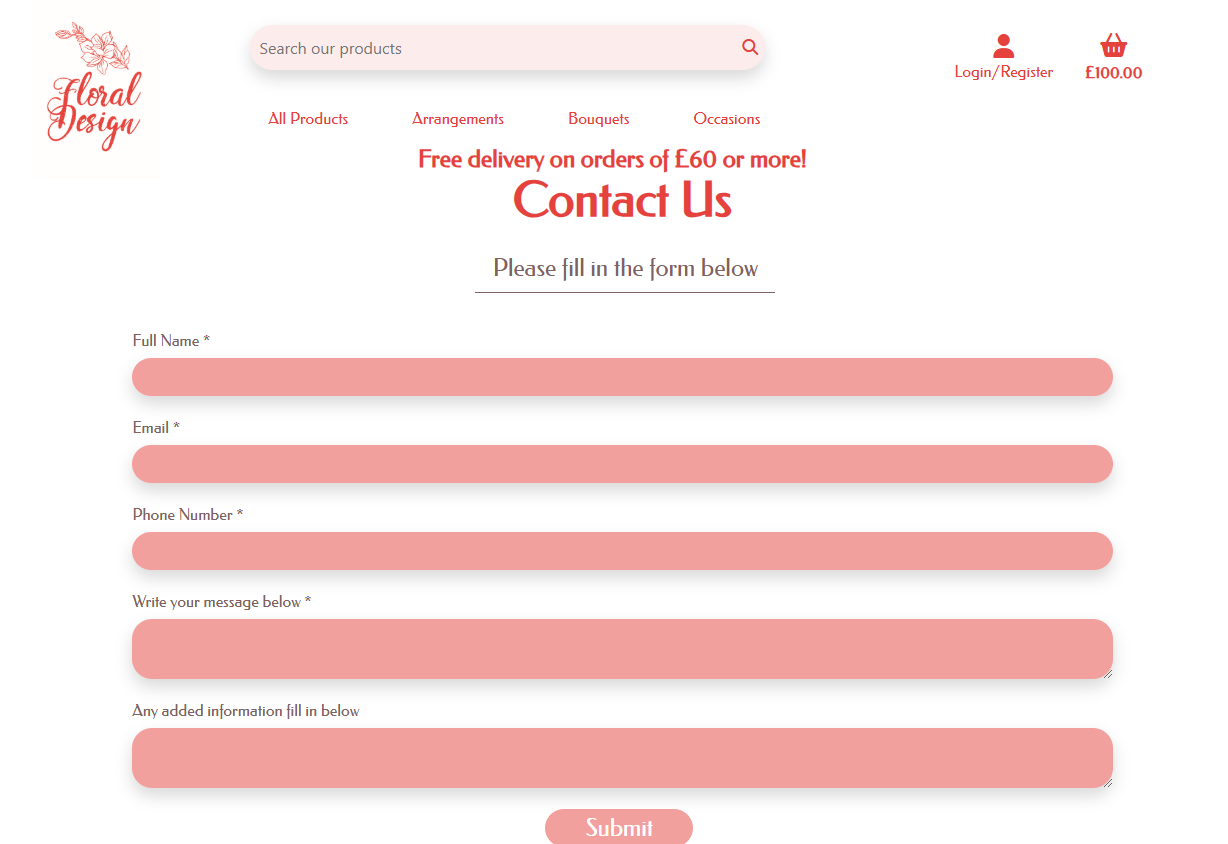 Floral
Design
Search our products
Login/Register
£100.00
All Products
Arrangements
Bouquets
Occasions
Free delivery on orders of £60 or more!
Contact Us
Please fill in the form below
Full Name *
Email *
Phone Number *
Write your message below *
Any added information fill in below
Submit